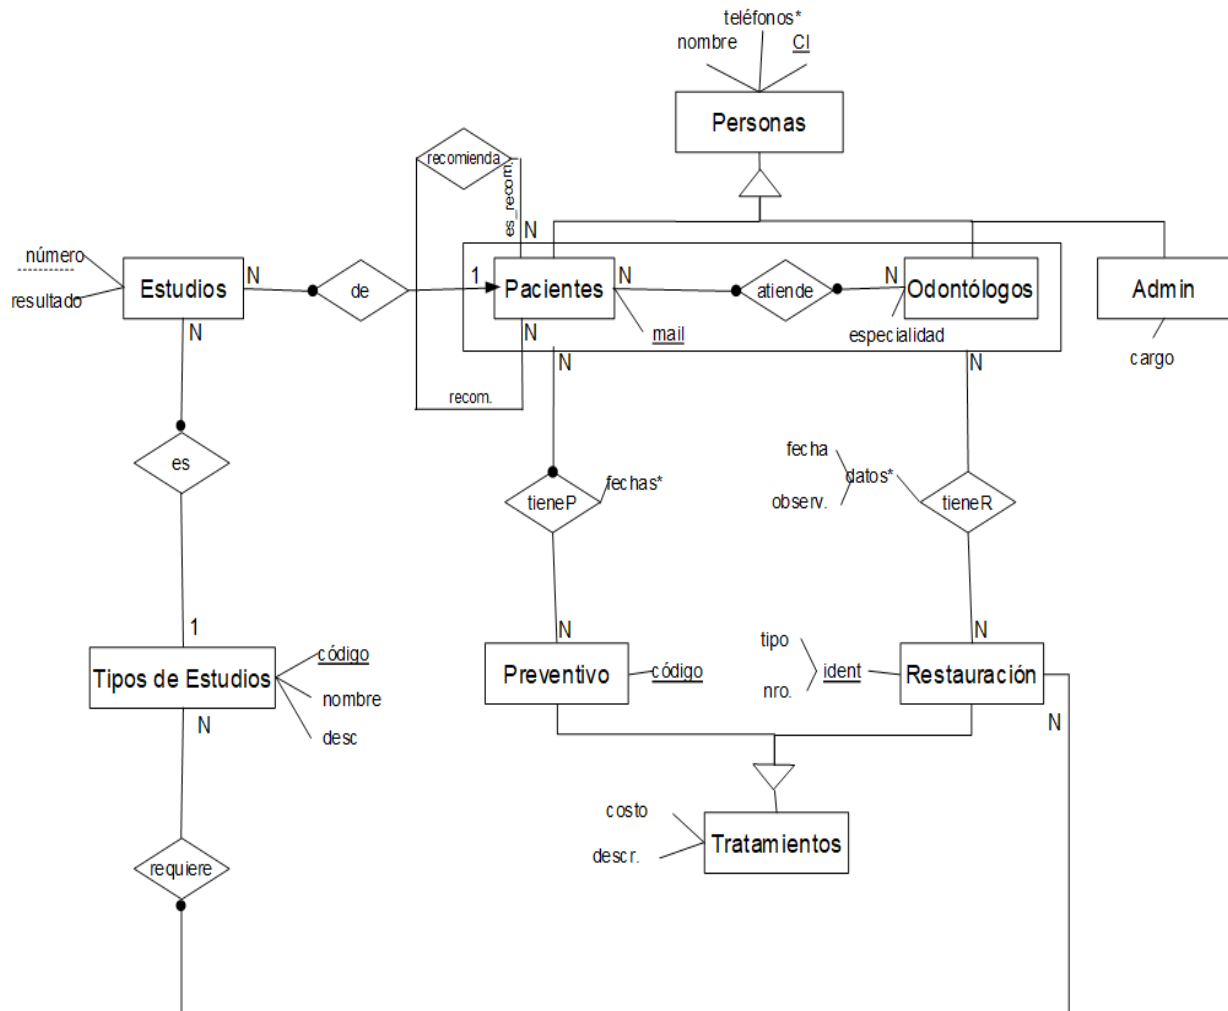 teléfonos*
nombre
CI
Personas
recomienda
es_recom.
N
número
resultado
Estudios
N
de
1
Pacientes
N
atiende
N
Odontólogos
Admin
N
N
mail
especialidad
cargo
recom.
N
N
es
fechas*
tieneP
fecha
datos*
observ.
tieneR
1
N
N
Tipos de Estudios
código
nombre
desc
Preventivo
código
tipo
nro.
ident
Restauración
N
N
costo
descr.
Tratamientos
requiere